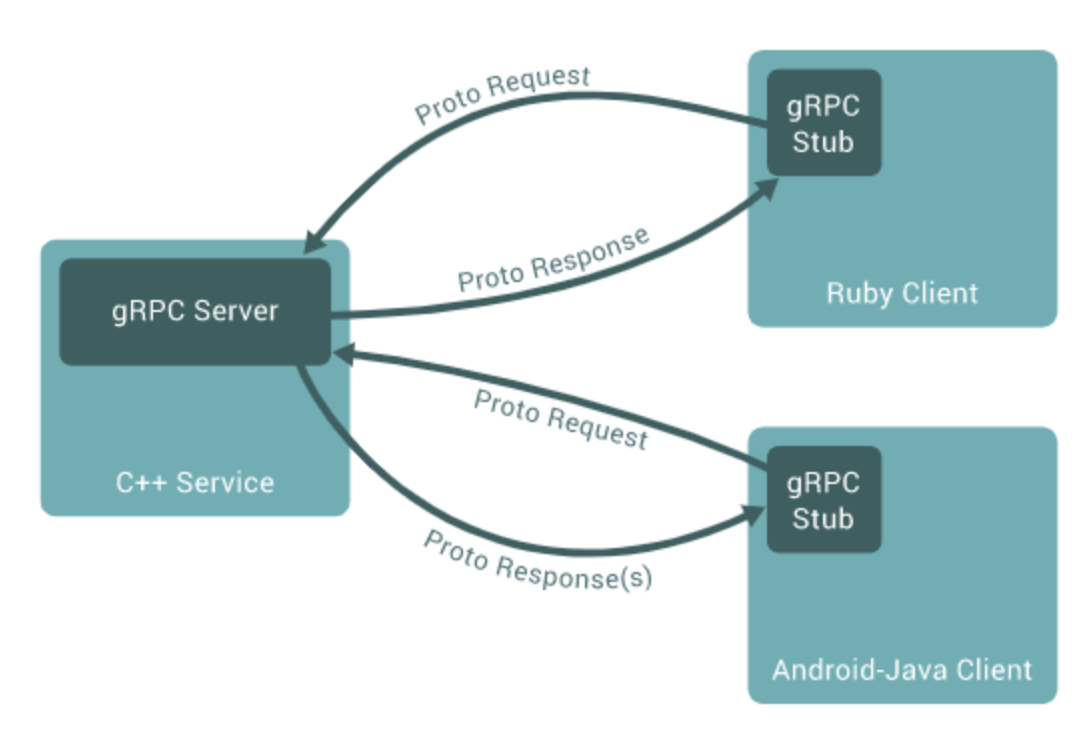 Proto Request
gRPC
Stub
Proto Response
Ruby Client
gRPC Server
C++ Service
Proto Request
gRPC
Stub
Proto Response(s)
Android-Java Client